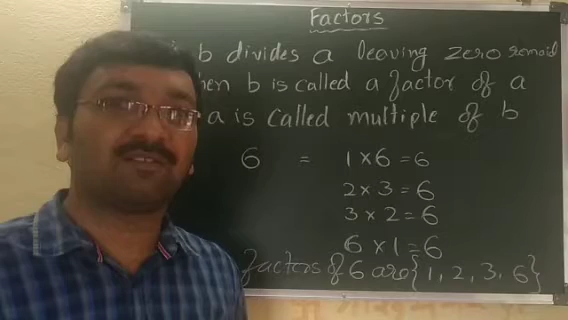 Factors
b divides a leaving zero remai
hen b is called a factor of a
a is called multiple of b
6 = 1×6=6
2×3=6
3×2=6
6×1=6
factors of 6 are {1, 2, 3, 6}